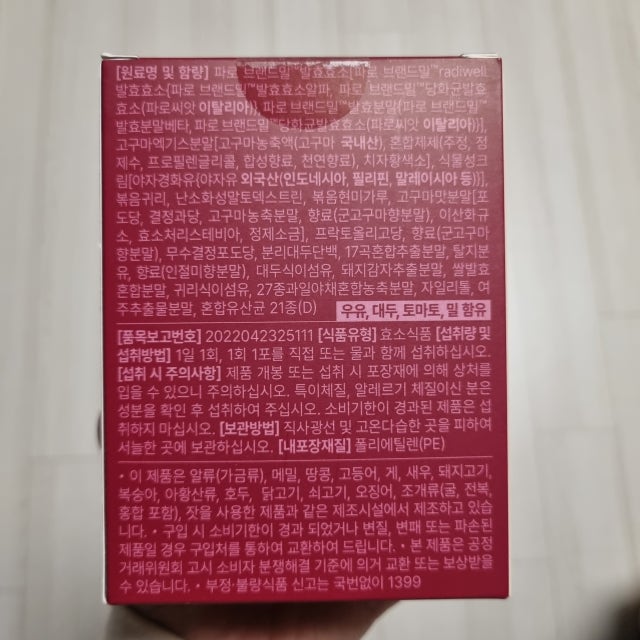 [원료명 및 함량] 파로 브랜드밀™발효효소{파로 브랜드밀™radiwell
발효효소{파로 브랜드밀™발효효소알파, 파로 브랜드밀™당화균발효
효소(파로씨앗 이탈리아)}, 파로 브랜드밀™발효분말{파로 브랜드밀™
발효분말베타, 파로 브랜드밀™당화균발효효소(파로씨앗 이탈리아)}},
고구마엑기스분말[고구마농축액(고구마 국내산), 혼합제제(주정, 정
제수, 프로필렌글리콜, 합성향료, 천연향료), 치자황색소], 식물성크
림[야자경화유{야자유 외국산(인도네시아, 필리핀, 말레이시아 등)}],
볶음귀리, 난소화성말토덱스트린, 볶음현미가루, 고구마맛분말[포
도당, 결정과당, 고구마농축분말, 향료(군고구마향분말), 이산화규
소, 효소처리스테비아, 정제소금], 프락토올리고당, 향료(군고구마
향분말), 무수결정포도당, 분리대두단백, 17곡혼합추출분말, 탈지분
유, 향료(인절미향분말), 대두식이섬유, 돼지감자추출분말, 쌀발효
혼합분말, 귀리식이섬유, 27종과일야채혼합농축분말, 자일리톨, 여
주추출물분말, 혼합유산균 21종(D) 우유, 대두, 토마토, 밀 함유
[품목보고번호] 2022042325111 [식품유형] 효소식품 [섭취량 및
섭취방법] 1일 1회, 1회 1포를 직접 또는 물과 함께 섭취하십시오.
[섭취 시 주의사항] 제품 개봉 또는 섭취 시 포장재에 의해 상처를
입을 수 있으니 주의하십시오. 특이체질, 알레르기 체질이신 분은
성분을 확인 후 섭취하여 주십시오. 소비기한이 경과된 제품은 섭
취하지 마십시오. [보관방법] 직사광선 및 고온다습한 곳을 피하여
서늘한 곳에 보관하십시오. [내포장재질] 폴리에틸렌(PE)
• 이 제품은 알류(가금류), 메밀, 땅콩, 고등어, 게, 새우, 돼지고기,
복숭아, 아황산류, 호두, 닭고기, 쇠고기, 오징어, 조개류(굴, 전복,
홍합 포함), 잣을 사용한 제품과 같은 제조시설에서 제조하고 있습
니다. • 구입 시 소비기한이 경과 되었거나 변질, 변패 또는 파손된
제품일 경우 구입처를 통하여 교환하여 드립니다. • 본 제품은 공정
거래위원회 고시 소비자 분쟁해결 기준에 의거 교환 또는 보상받을
수 있습니다. • 부정·불량식품 신고는 국번없이 1399